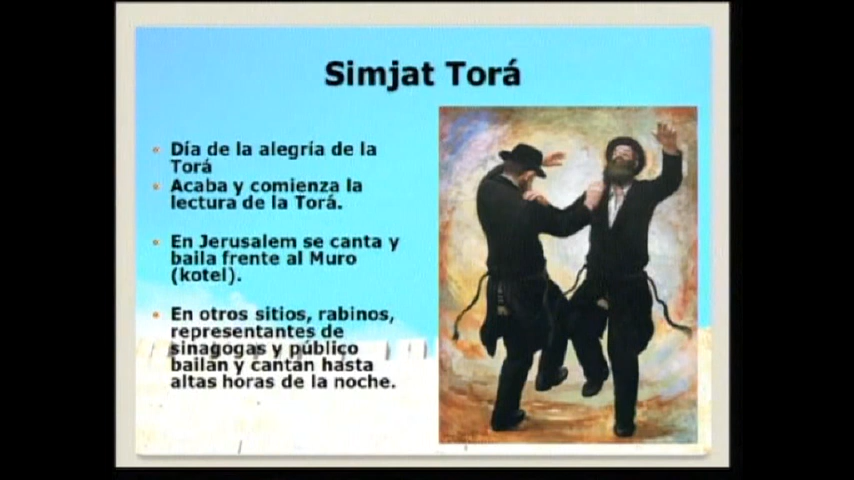 Simjat Torá
Día de la alegría de la
Torá
Acaba y comienza la
lectura de la Torá.
En Jerusalem se canta y
baila frente al Muro
(kotel).
En otros sitios, rabinos,
representantes de
sinagogas y público
bailan y cantan hasta
altas horas de la noche.